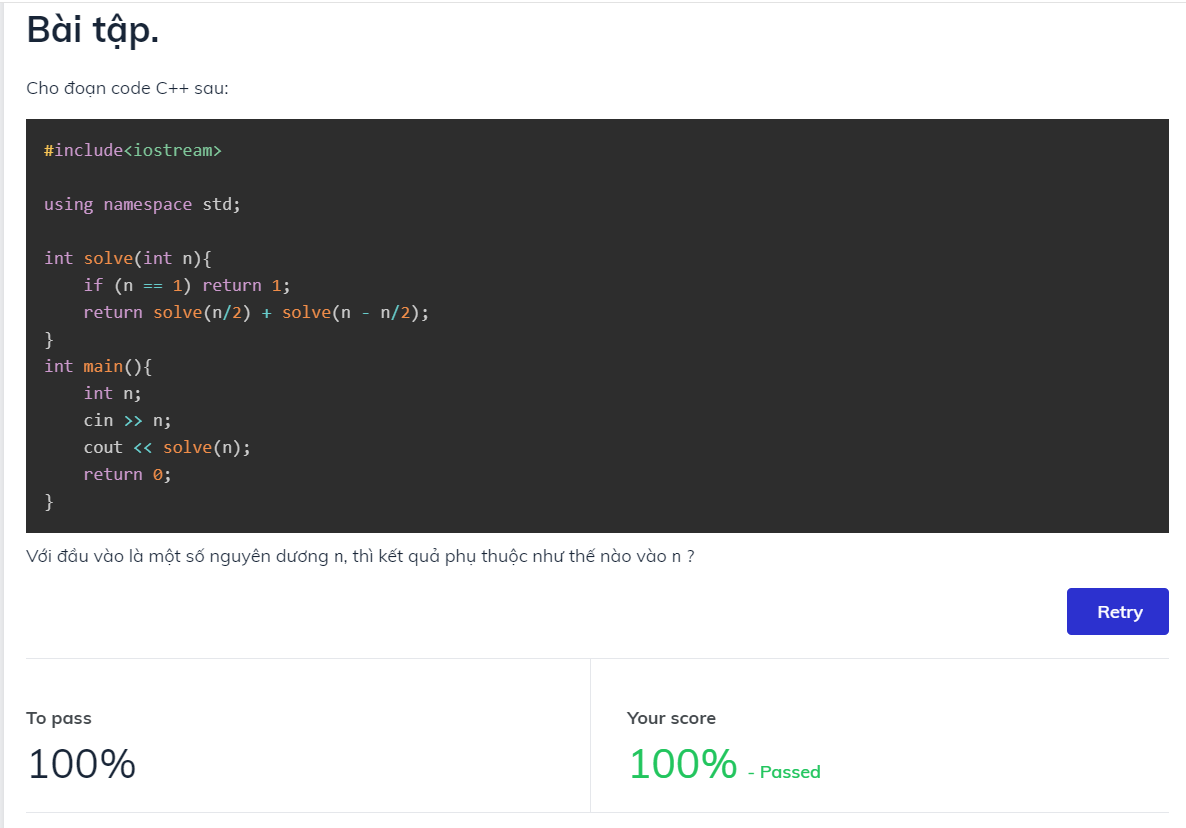 Bài tập.
Cho đoạn code C++ sau:
#include<iostream>
using namespace std;
int solve(int n){
    if (n == 1) return 1;
    return solve(n/2) + solve(n - n/2);
}
int main(){
    int n;
    cin >> n;
    cout << solve(n);
    return 0;
}
Với đầu vào là một số nguyên dương n, thì kết quả phụ thuộc như thế nào vào n ?
Retry
To pass
100%
Your score
100% - Passed